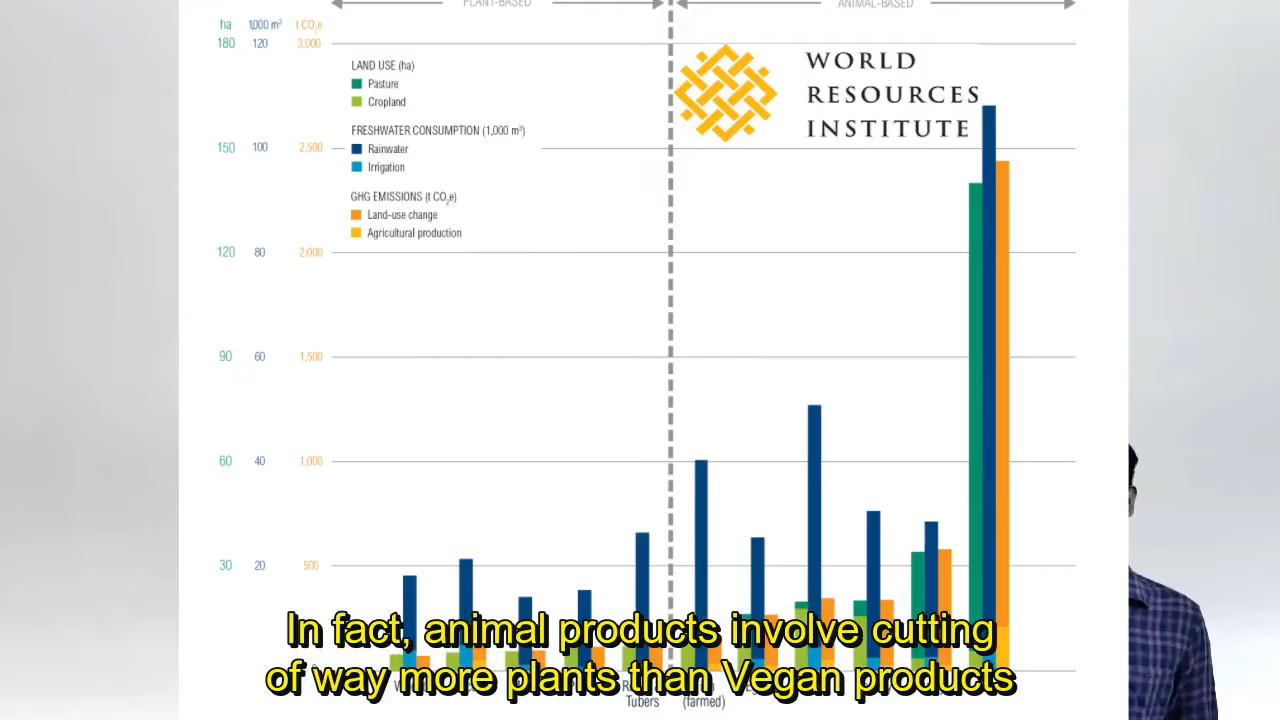 PLANT-BASED
ANIMAL-BASED
ha 1,000 m³ t CO₂e
180 120 3,000
150 100 2,500
120 80 2,000
90 60 1,500
60 40 1,000
30 20 500
LAND USE (ha)
Pasture
Cropland
FRESHWATER CONSUMPTION (1,000 m³)
Rainwater
Irrigation
GHG EMISSIONS (t CO₂e)
Land-use change
Agricultural production
WORLD
RESOURCES
INSTITUTE
Tubers
(farmed)
In fact, animal products involve cutting
of way more plants than Vegan products